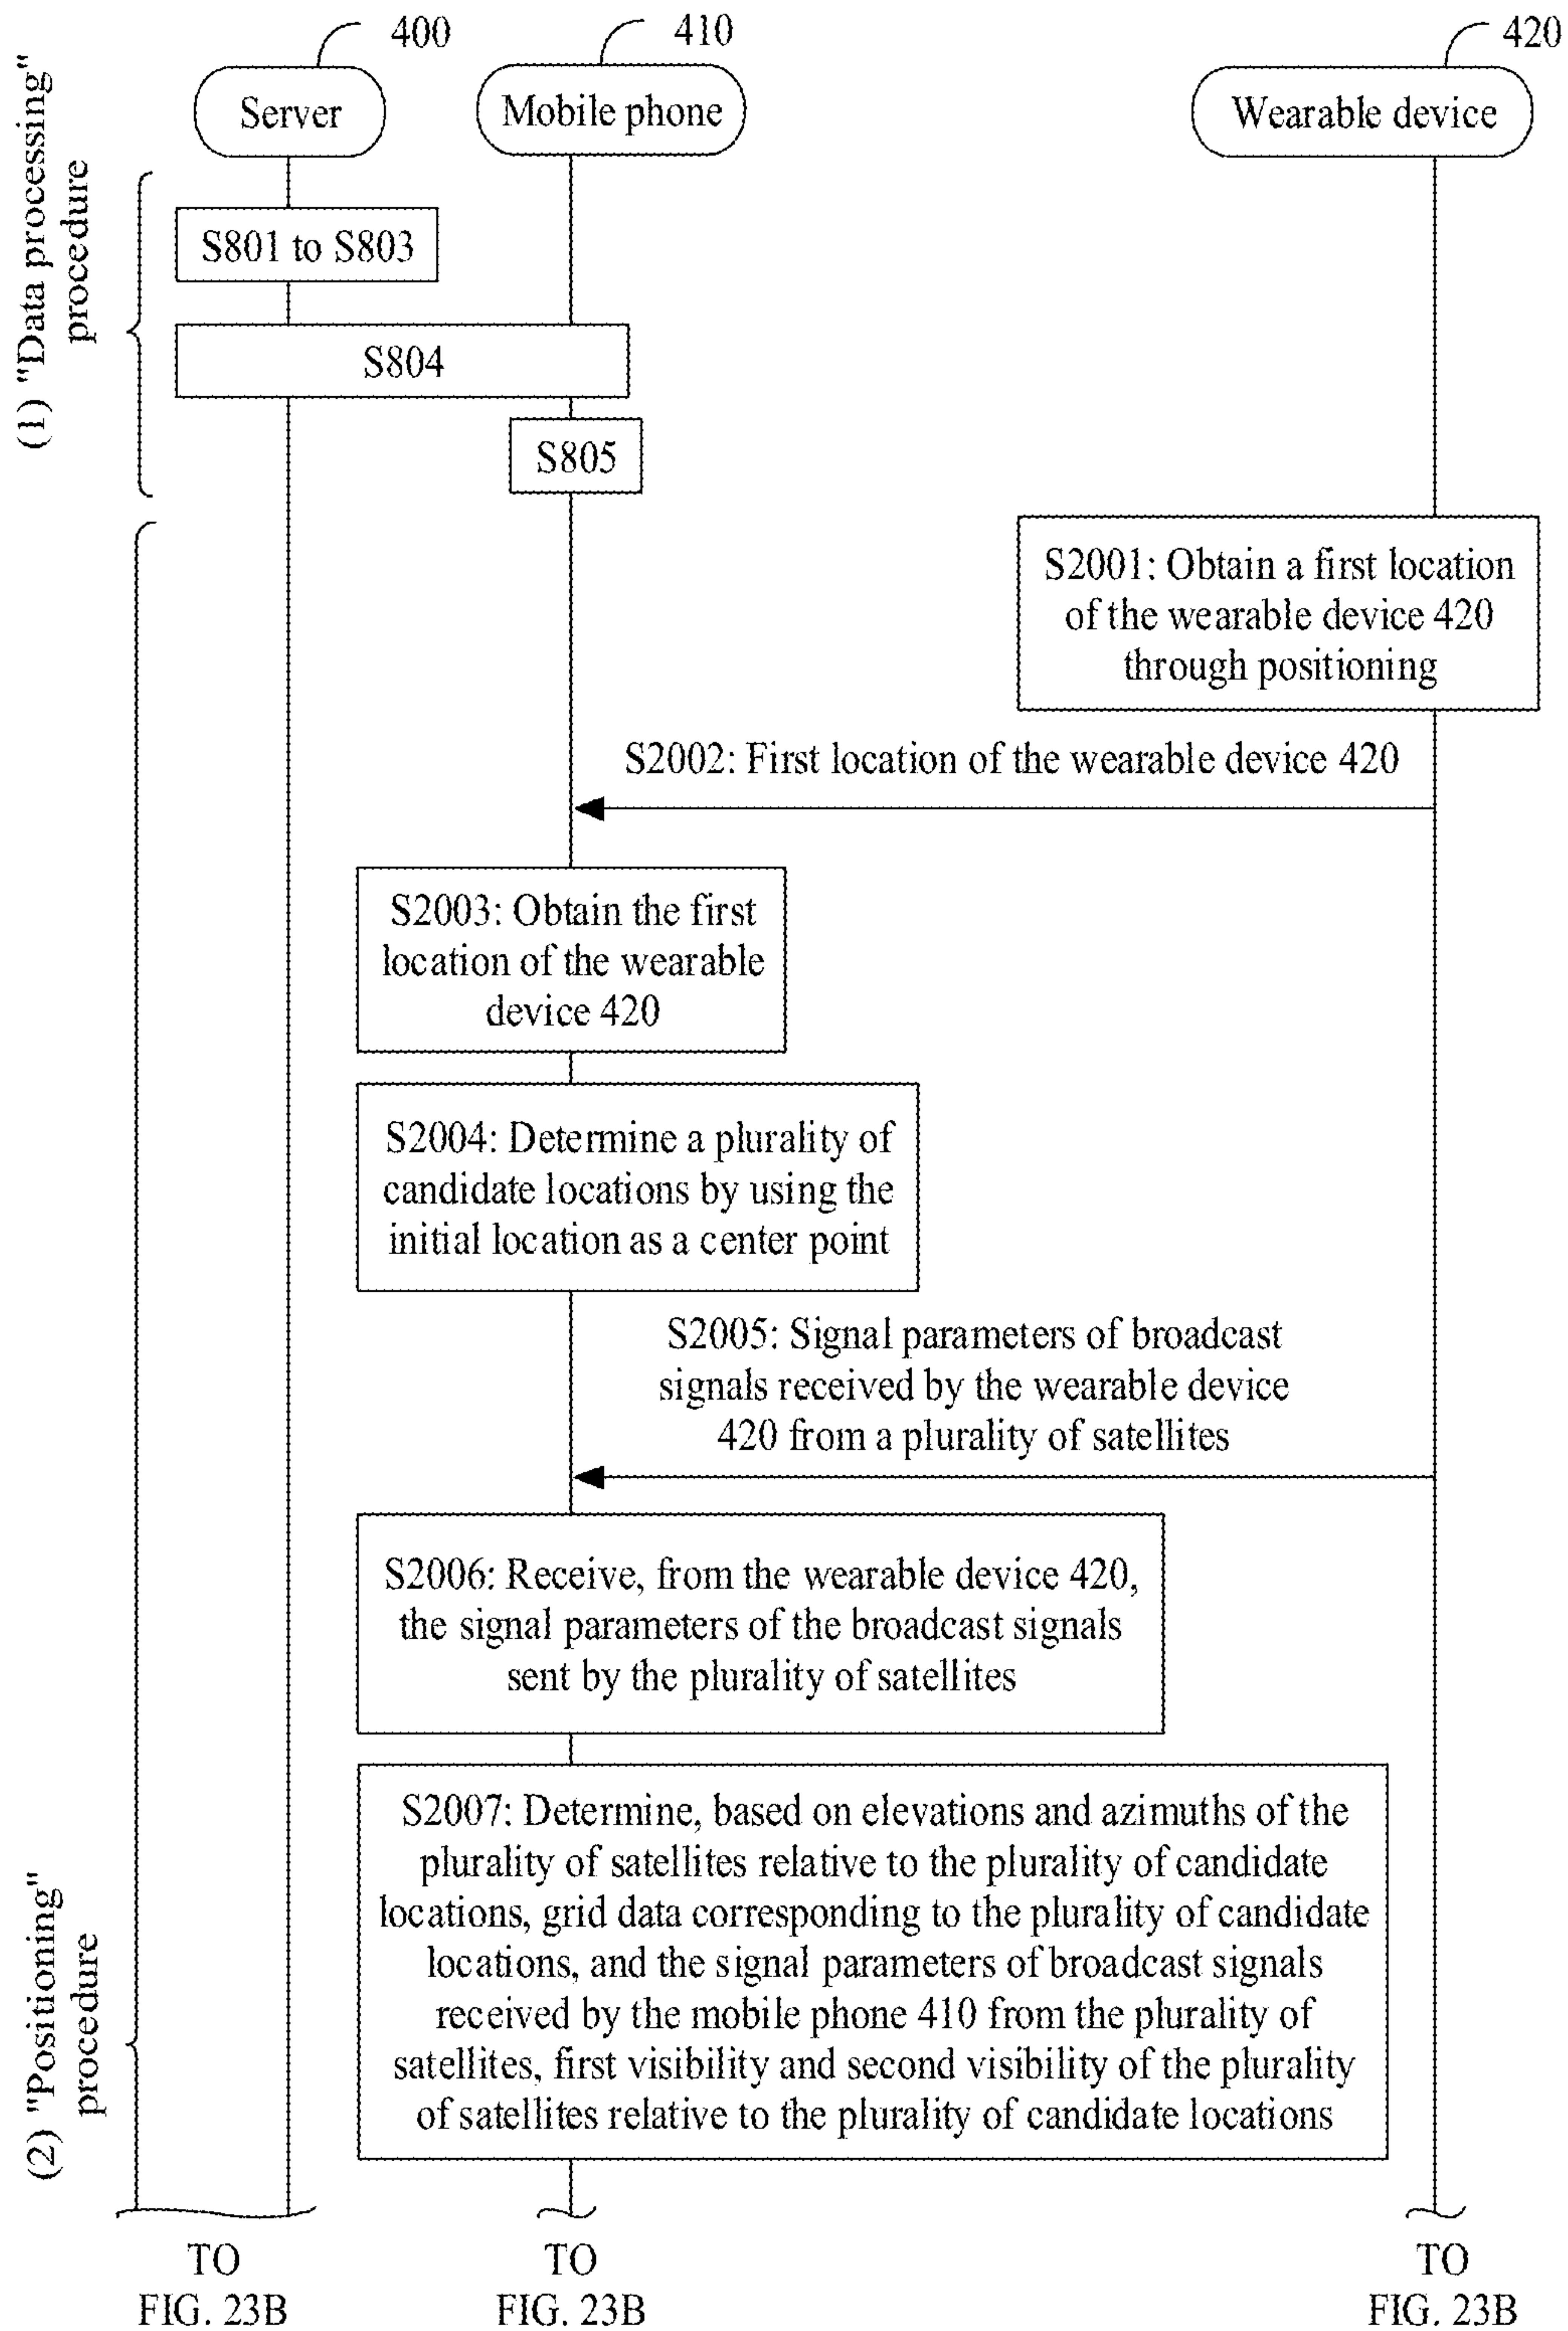 400
410
420
Server
Mobile phone
Wearable device
(1) "Data processing"
procedure
S801 to S803
S804
S805
S2001: Obtain a first location
of the wearable device 420
through positioning
S2002: First location of the wearable device 420
S2003: Obtain the first
location of the wearable
device 420
S2004: Determine a plurality of
candidate locations by using the
initial location as a center point
S2005: Signal parameters of broadcast
signals received by the wearable device
420 from a plurality of satellites
S2006: Receive, from the wearable device 420,
the signal parameters of the broadcast signals
sent by the plurality of satellites
(2) "Positioning"
procedure
S2007: Determine, based on elevations and azimuths of the
plurality of satellites relative to the plurality of candidate
locations, grid data corresponding to the plurality of candidate
locations, and the signal parameters of broadcast signals
received by the mobile phone 410 from the plurality of
satellites, first visibility and second visibility of the plurality
of satellites relative to the plurality of candidate locations
TO
FIG. 23B
TO
FIG. 23B
TO
FIG. 23B